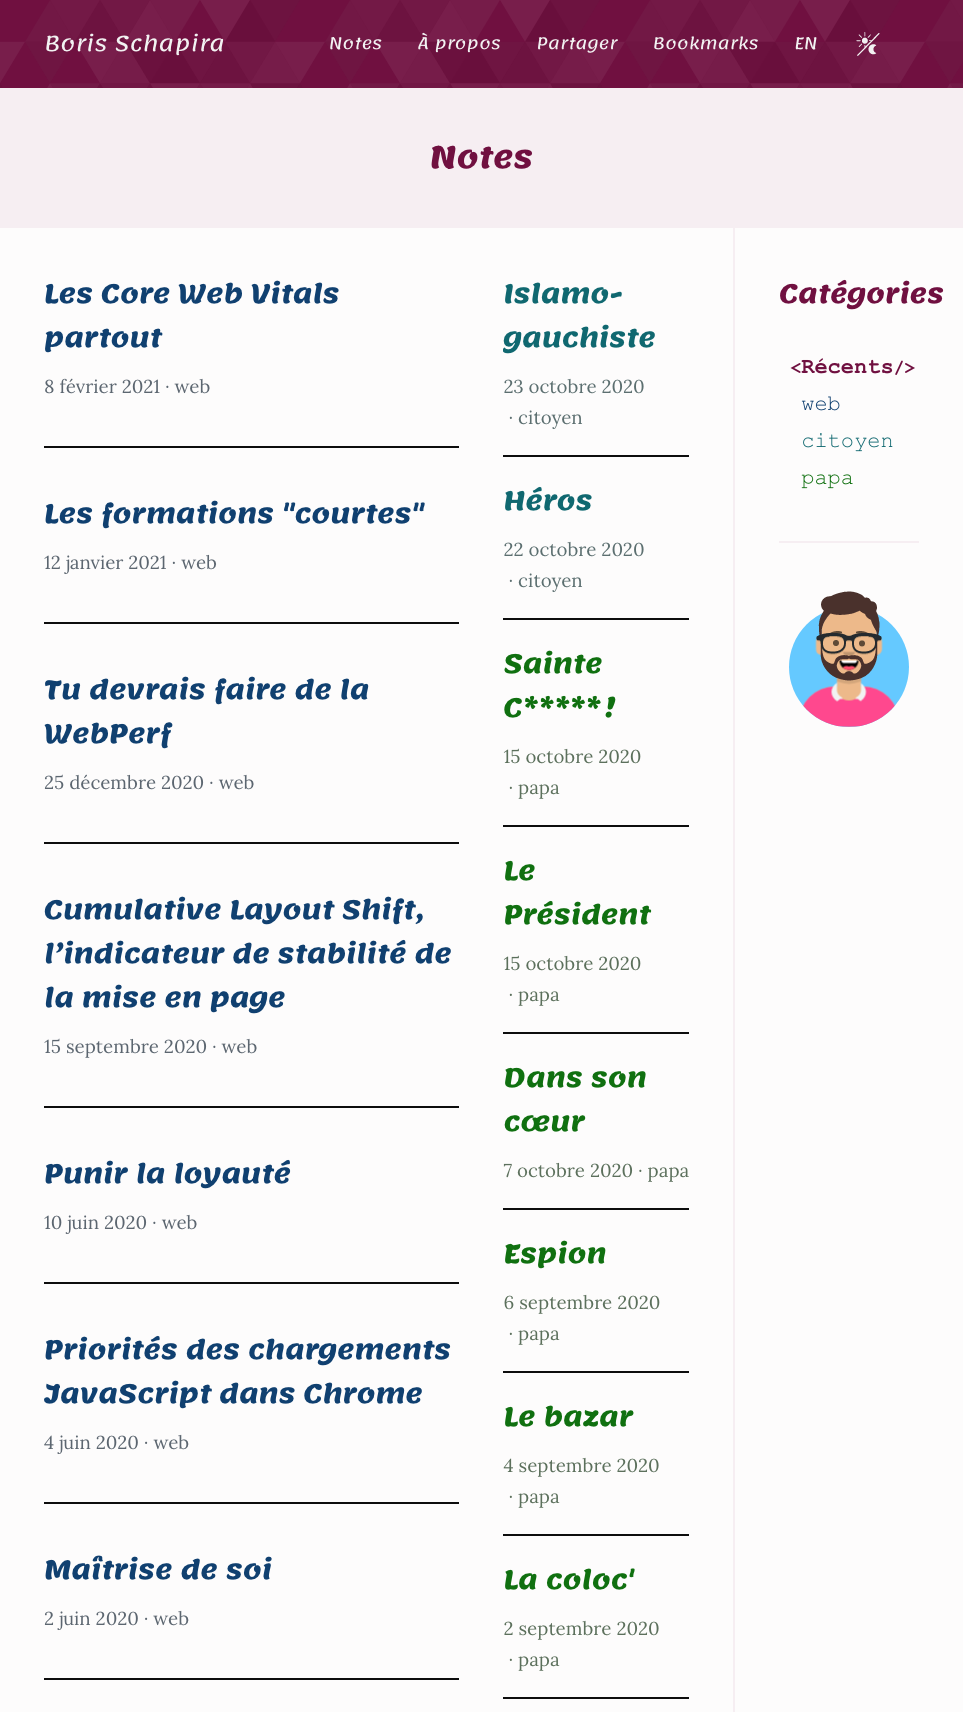 Boris Schapira
Notes
À propos
Partager
Bookmarks
EN
Notes
Les Core Web Vitals
partout
8 février 2021 · web
Les formations "courtes"
12 janvier 2021 · web
Tu devrais faire de la
WebPerf
25 décembre 2020 · web
Cumulative Layout Shift,
l’indicateur de stabilité de
la mise en page
15 septembre 2020 · web
Punir la loyauté
10 juin 2020 · web
Priorités des chargements
JavaScript dans Chrome
4 juin 2020 · web
Maîtrise de soi
2 juin 2020 · web
Islamo-
gauchiste
23 octobre 2020
· citoyen
Héros
22 octobre 2020
· citoyen
Sainte
C*****!
15 octobre 2020
· papa
Le
Président
15 octobre 2020
· papa
Dans son
cœur
7 octobre 2020 · papa
Espion
6 septembre 2020
· papa
Le bazar
4 septembre 2020
· papa
La coloc'
2 septembre 2020
· papa
Catégories
<Récents/>
web
citoyen
papa